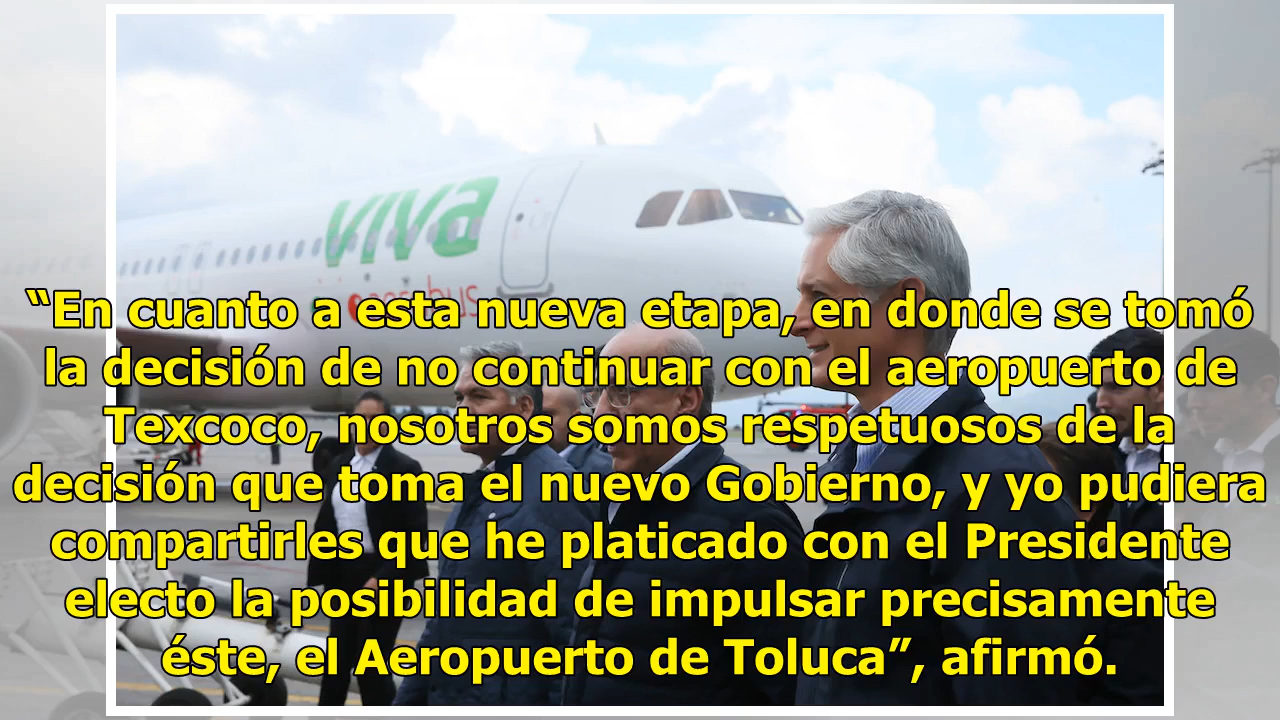 viva
“En cuanto a esta nueva etapa, en donde se tomó
la decisión de no continuar con el aeropuerto de
Texcoco, nosotros somos respetuosos de la
decisión que toma el nuevo Gobierno, y yo pudiera
compartirles que he platicado con el Presidente
electo la posibilidad de impulsar precisamente
éste, el Aeropuerto de Toluca”, afirmó.